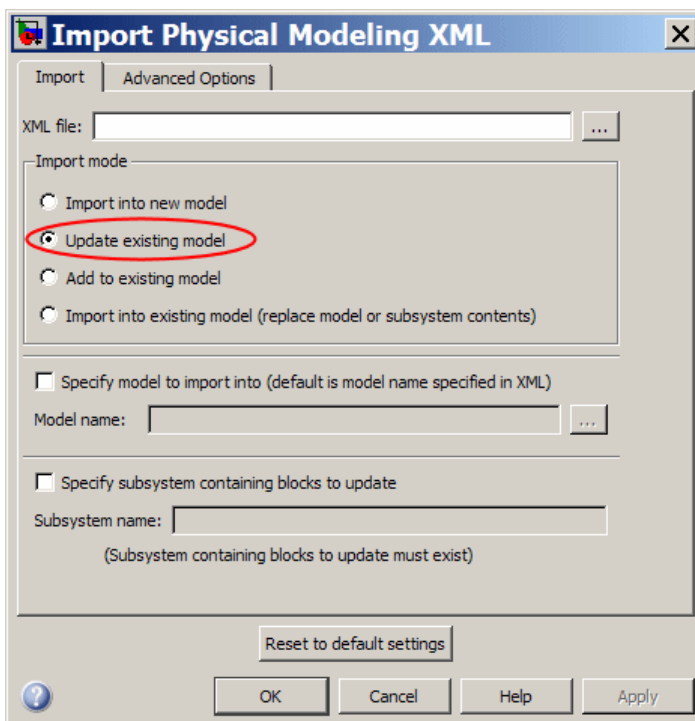 Import Physical Modeling XML
Import
Advanced Options
XML file:
...
Import mode
Import into new model
Update existing model
Add to existing model
Import into existing model (replace model or subsystem contents)
Specify model to import into (default is model name specified in XML)
Model name:
...
Specify subsystem containing blocks to update
Subsystem name:
(Subsystem containing blocks to update must exist)
Reset to default settings
?
OK
Cancel
Help
Apply